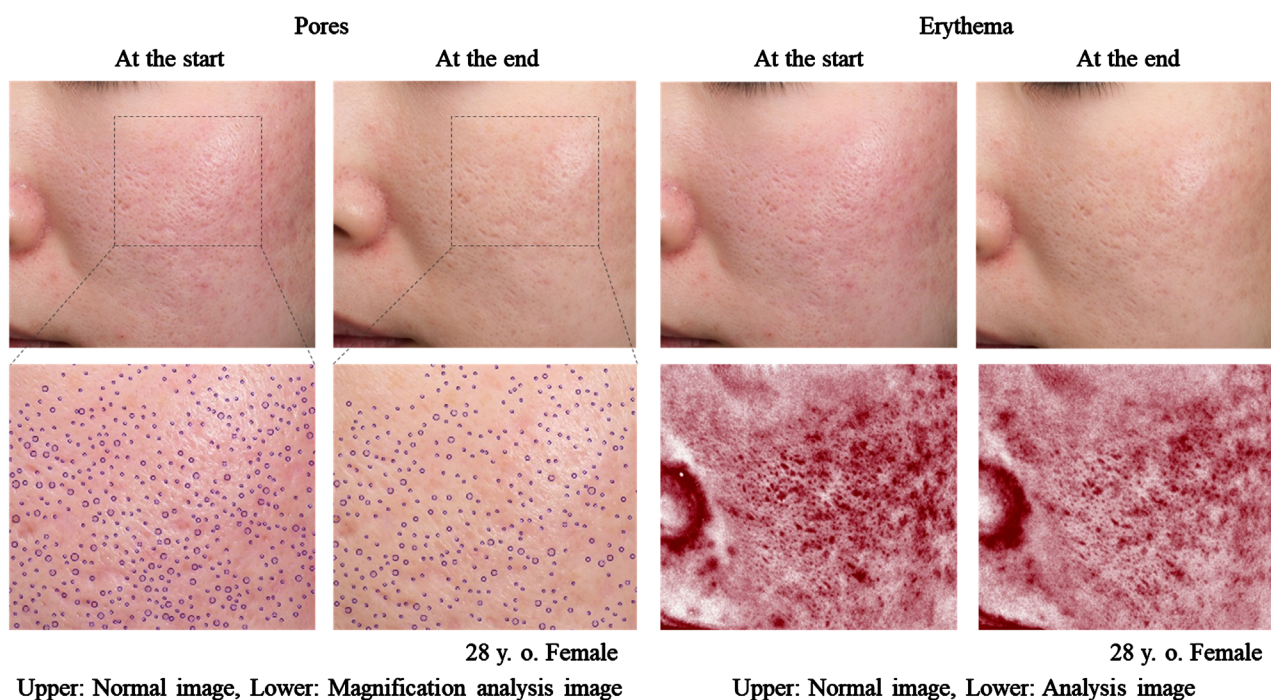 Pores
At the start
At the end
Erythema
At the start
At the end
28 y. o. Female
Upper: Normal image, Lower: Magnification analysis image
28 y. o. Female
Upper: Normal image, Lower: Analysis image